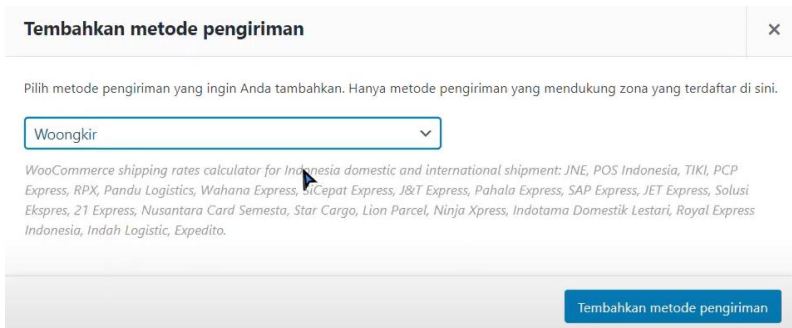 Tembahkan metode pengiriman
Pilih metode pengiriman yang ingin Anda tambahkan. Hanya metode pengiriman yang mendukung zona yang terdaftar di sini.
Woongkir
WooCommerce shipping rates calculator for Indonesia domestic and international shipment: JNE, POS Indonesia, TIKI, PCP
Express, RPX, Pandu Logistics, Wahana Express, SiCepat Express, J&T Express, Pahala Express, SAP Express, JET Express, Solusi
Ekspres, 21 Express, Nusantara Card Semesta, Star Cargo, Lion Parcel, Ninja Xpress, Indotama Domestik Lestari, Royal Express
Indonesia, Indah Logistic, Expedito.
Tembahkan metode pengiriman